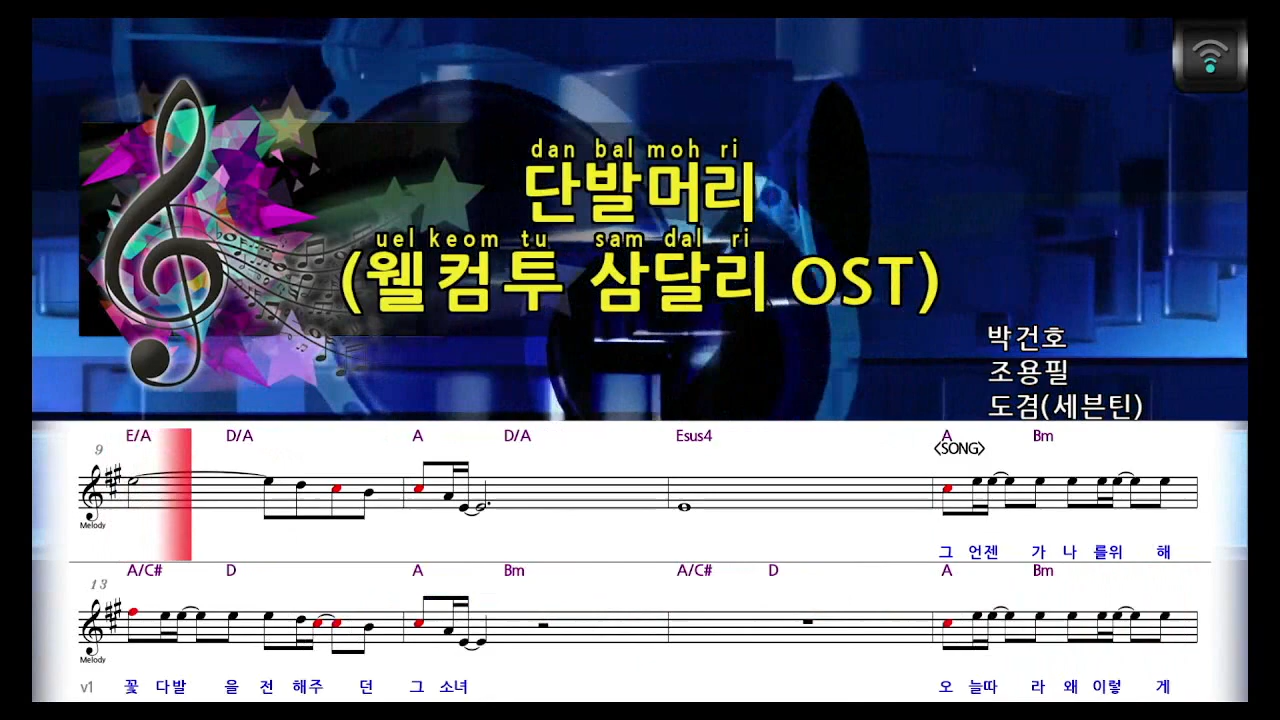 dan bal moh ri
단발머리
uel keom tu sam dal ri
(웰컴투 삼달리 OST)
박건호
조용필
도겸(세븐틴)
E/A D/A A D/A Esus4 A Bm
<SONG>
9
Melody
그 언젠 가 나 를위 해
A/C# D A Bm A/C# D A Bm
13
Melody
v1 꽃 다발 을 전 해주 던 그 소녀 오 늘따 라 왜 이렇 게